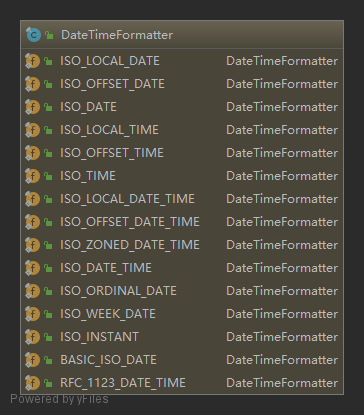 DateTimeFormatter
ISO_LOCAL_DATE DateTimeFormatter
ISO_OFFSET_DATE DateTimeFormatter
ISO_DATE DateTimeFormatter
ISO_LOCAL_TIME DateTimeFormatter
ISO_OFFSET_TIME DateTimeFormatter
ISO_TIME DateTimeFormatter
ISO_LOCAL_DATE_TIME DateTimeFormatter
ISO_OFFSET_DATE_TIME DateTimeFormatter
ISO_ZONED_DATE_TIME DateTimeFormatter
ISO_DATE_TIME DateTimeFormatter
ISO_ORDINAL_DATE DateTimeFormatter
ISO_WEEK_DATE DateTimeFormatter
ISO_INSTANT DateTimeFormatter
BASIC_ISO_DATE DateTimeFormatter
RFC_1123_DATE_TIME DateTimeFormatter
Powered by yFiles